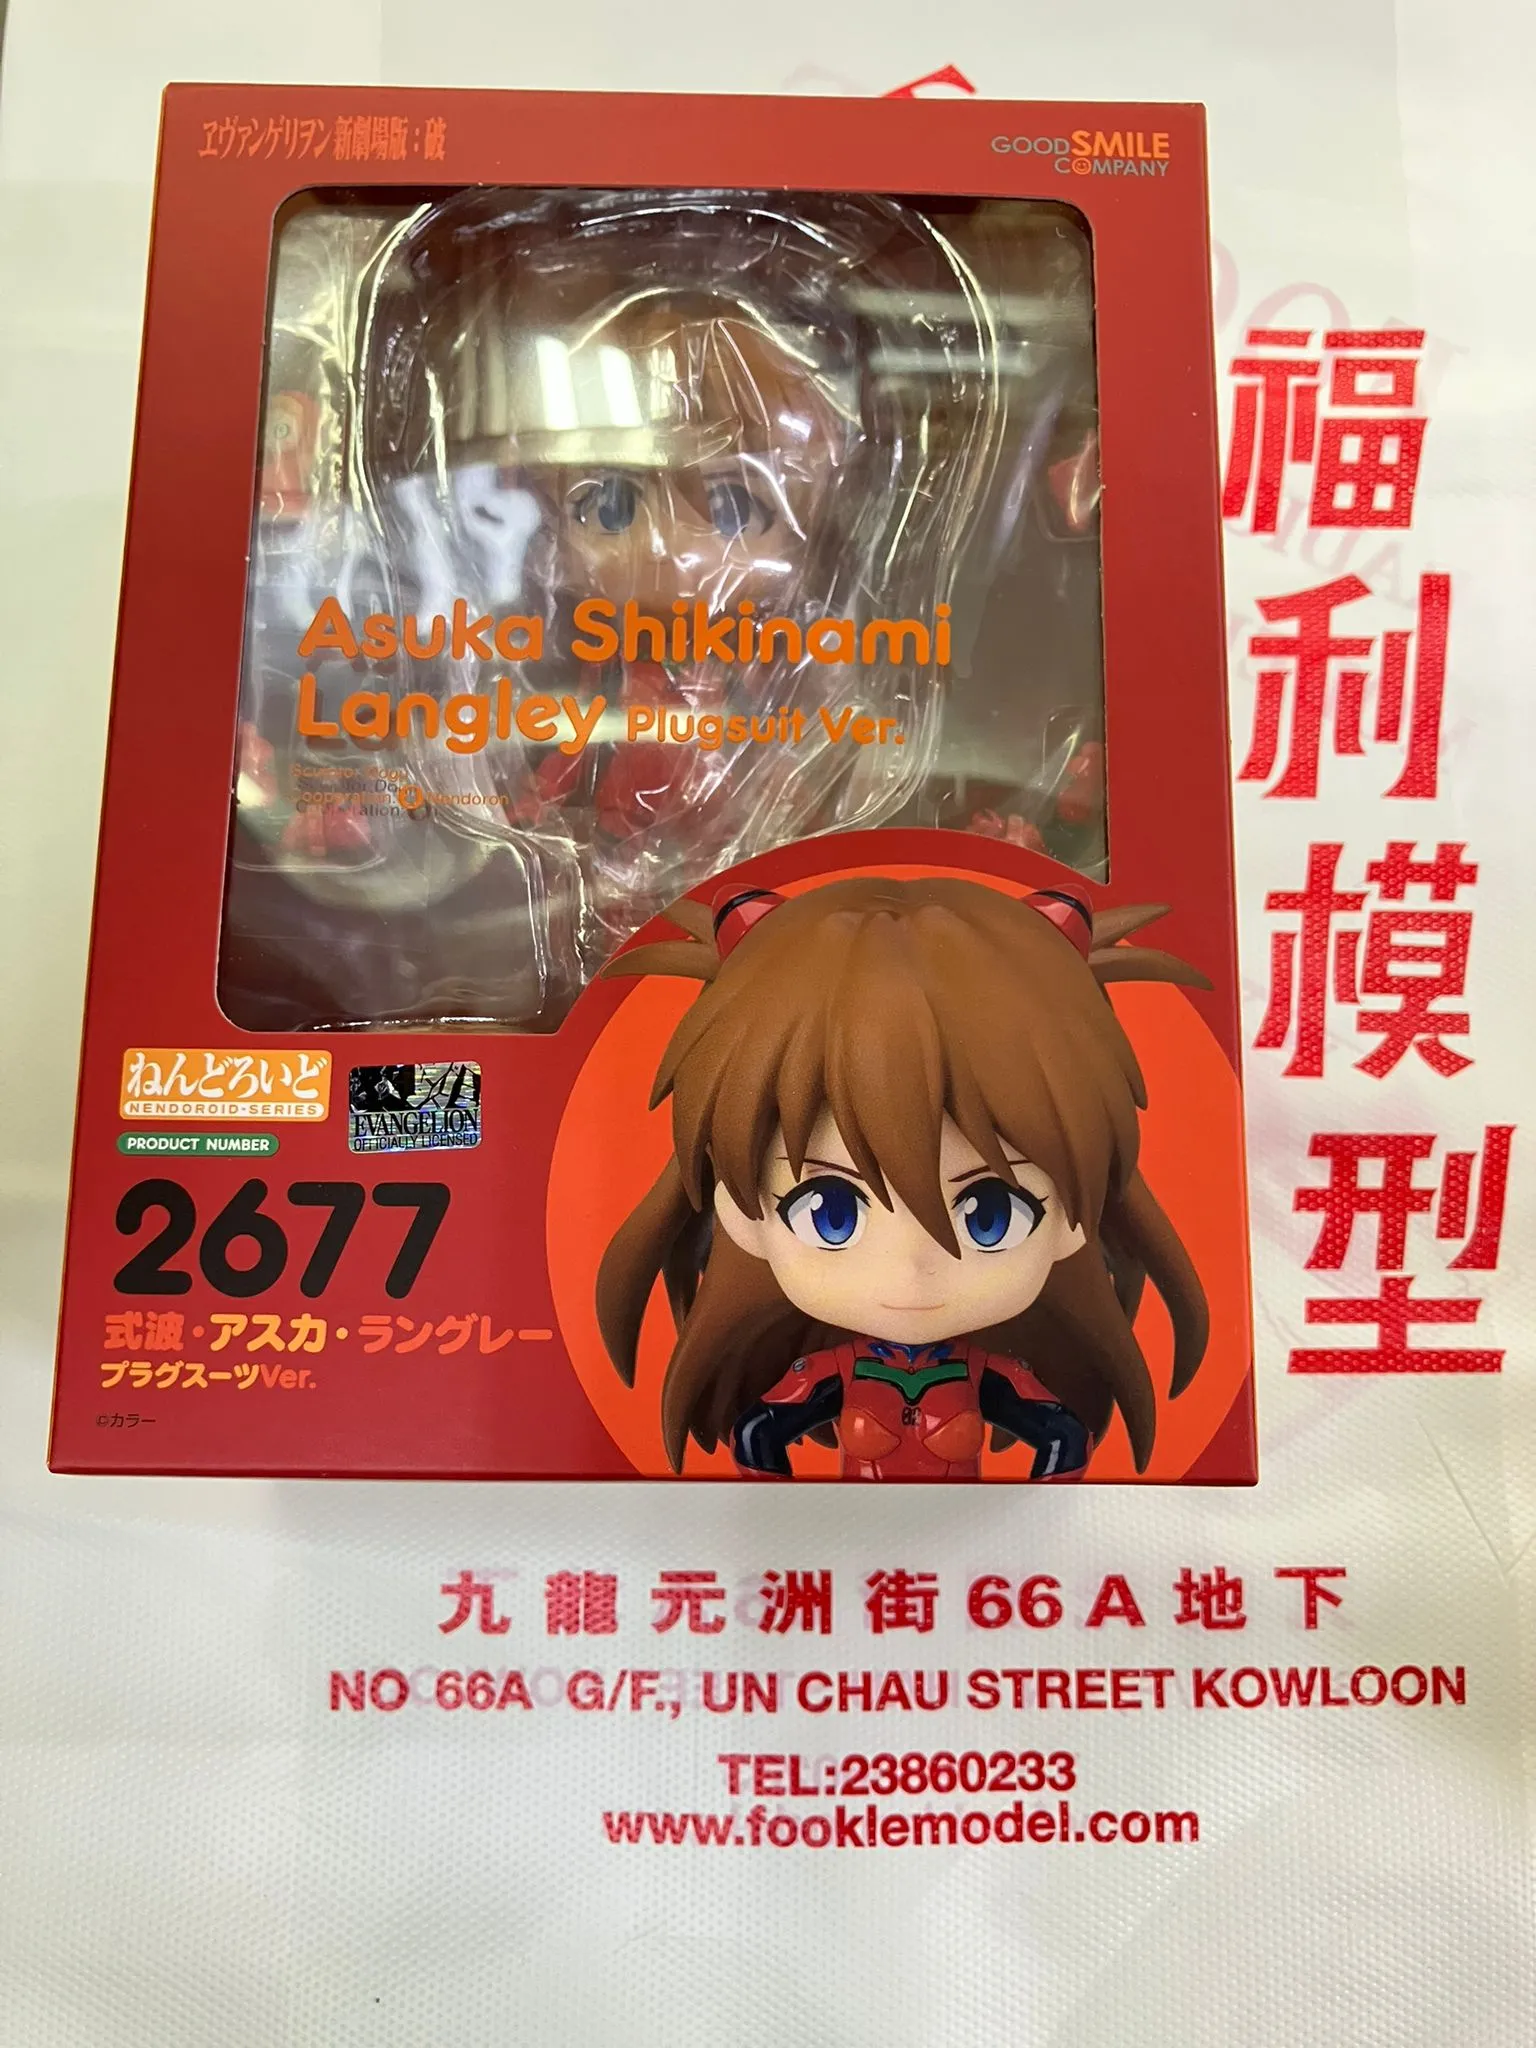 ヱヴァンゲリヲン新劇場版：破
GOOD SMILE
COMPANY
Asuka Shikinami
Langley Plugsuit Ver.
ねんどろいど
NENDOROID-SERIES
EVANGELION
OFFICIALLY LICENSED
PRODUCT NUMBER
2677
式波・アスカ・ラングレー
プラグスーツVer.
©カラー
02
福利模型
九龍元洲街66A地下
NO 66A G/F., UN CHAU STREET KOWLOON
TEL:23860233
www.fooklemodel.com